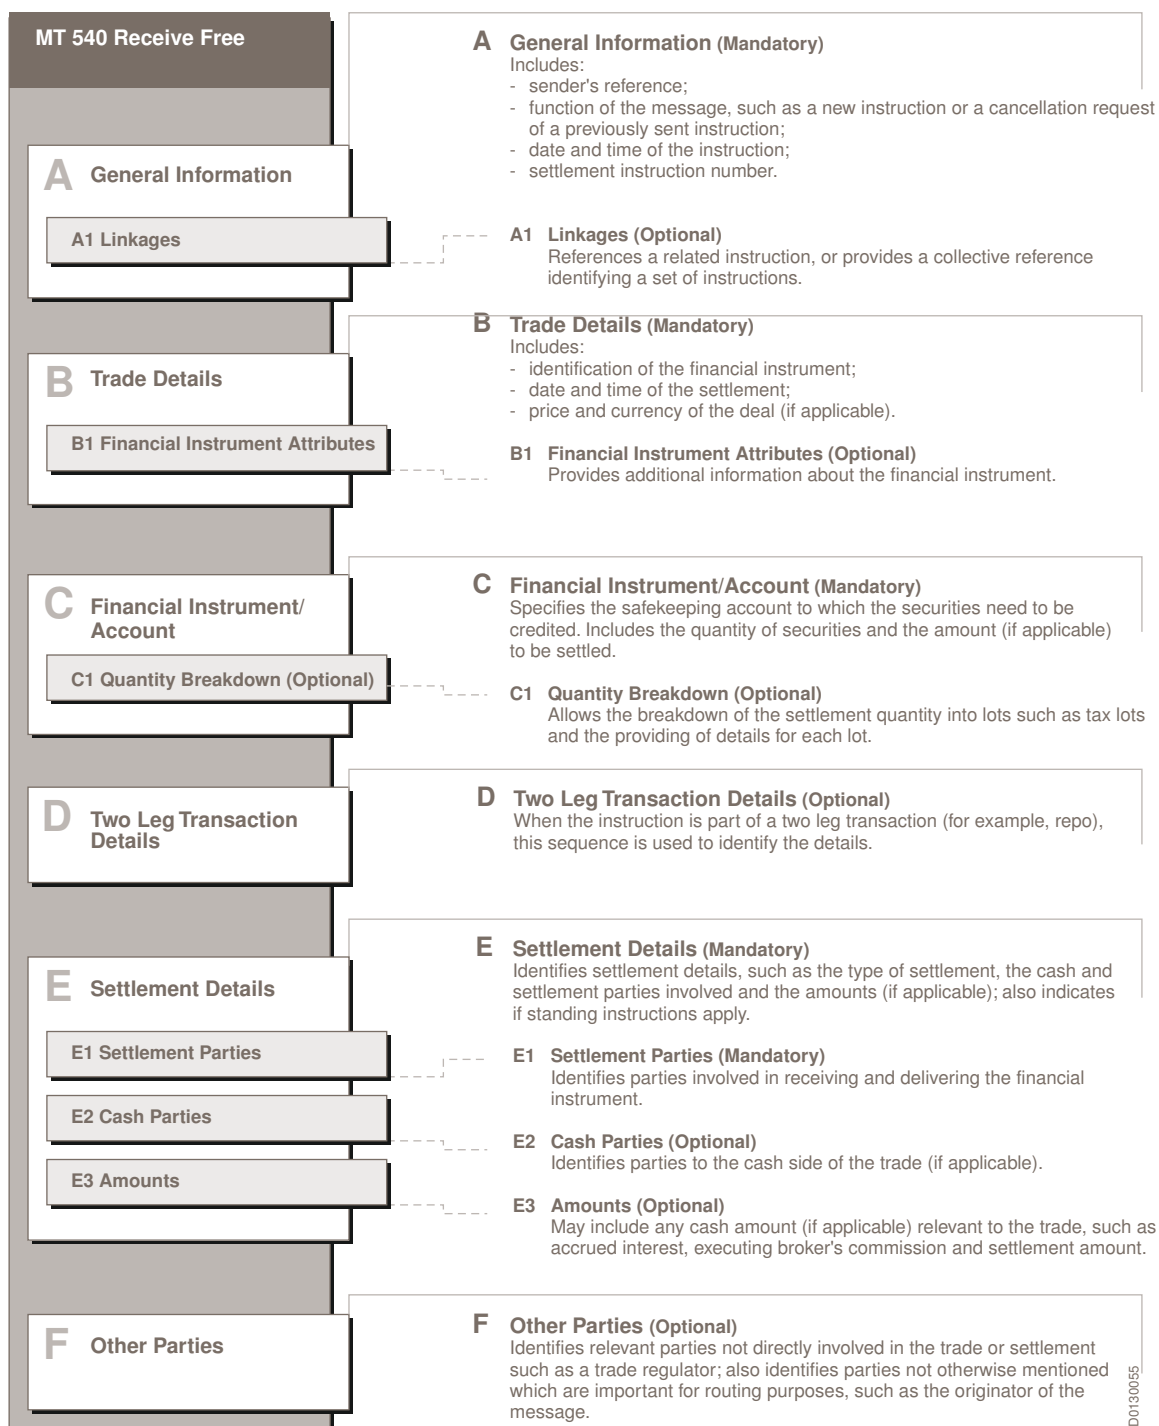 MT 540 Receive Free
A General Information
A1 Linkages
B Trade Details
B1 Financial Instrument Attributes
C Financial Instrument/
Account
C1 Quantity Breakdown (Optional)
D Two Leg Transaction
Details
E Settlement Details
E1 Settlement Parties
E2 Cash Parties
E3 Amounts
F Other Parties
A General Information (Mandatory)
Includes:
- sender's reference;
- function of the message, such as a new instruction or a cancellation request
of a previously sent instruction;
- date and time of the instruction;
- settlement instruction number.
A1 Linkages (Optional)
References a related instruction, or provides a collective reference
identifying a set of instructions.
B Trade Details (Mandatory)
Includes:
- identification of the financial instrument;
- date and time of the settlement;
- price and currency of the deal (if applicable).
B1 Financial Instrument Attributes (Optional)
Provides additional information about the financial instrument.
C Financial Instrument/Account (Mandatory)
Specifies the safekeeping account to which the securities need to be
credited. Includes the quantity of securities and the amount (if applicable)
to be settled.
C1 Quantity Breakdown (Optional)
Allows the breakdown of the settlement quantity into lots such as tax lots
and the providing of details for each lot.
D Two Leg Transaction Details (Optional)
When the instruction is part of a two leg transaction (for example, repo),
this sequence is used to identify the details.
E Settlement Details (Mandatory)
Identifies settlement details, such as the type of settlement, the cash and
settlement parties involved and the amounts (if applicable); also indicates
if standing instructions apply.
E1 Settlement Parties (Mandatory)
Identifies parties involved in receiving and delivering the financial
instrument.
E2 Cash Parties (Optional)
Identifies parties to the cash side of the trade (if applicable).
E3 Amounts (Optional)
May include any cash amount (if applicable) relevant to the trade, such as
accrued interest, executing broker's commission and settlement amount.
F Other Parties (Optional)
Identifies relevant parties not directly involved in the trade or settlement
such as a trade regulator; also identifies parties not otherwise mentioned
which are important for routing purposes, such as the originator of the
message.
D0130055